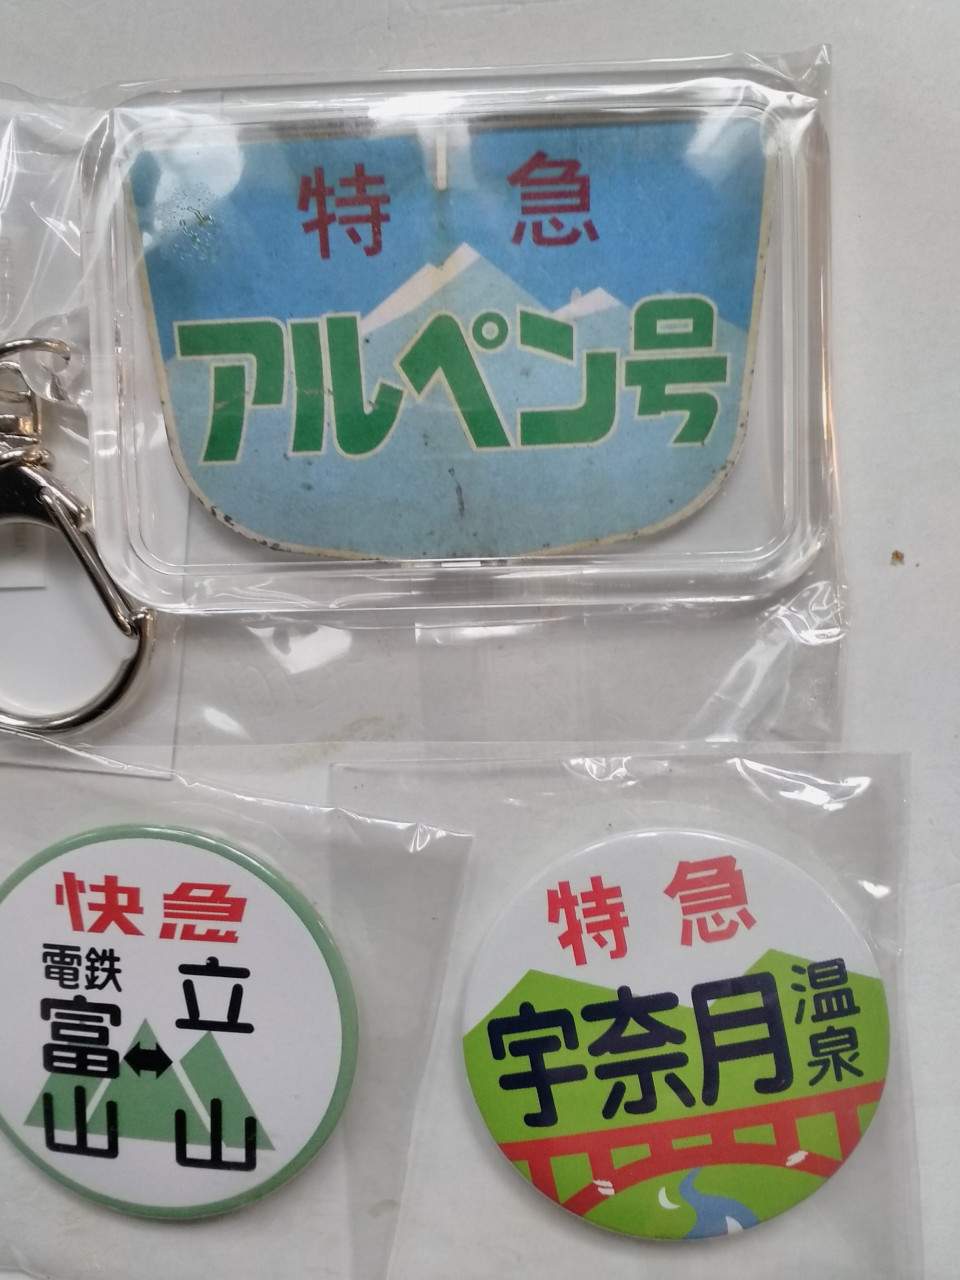 特急
アルペン号
快急
電鉄富山↔立山
特急
宇奈月温泉